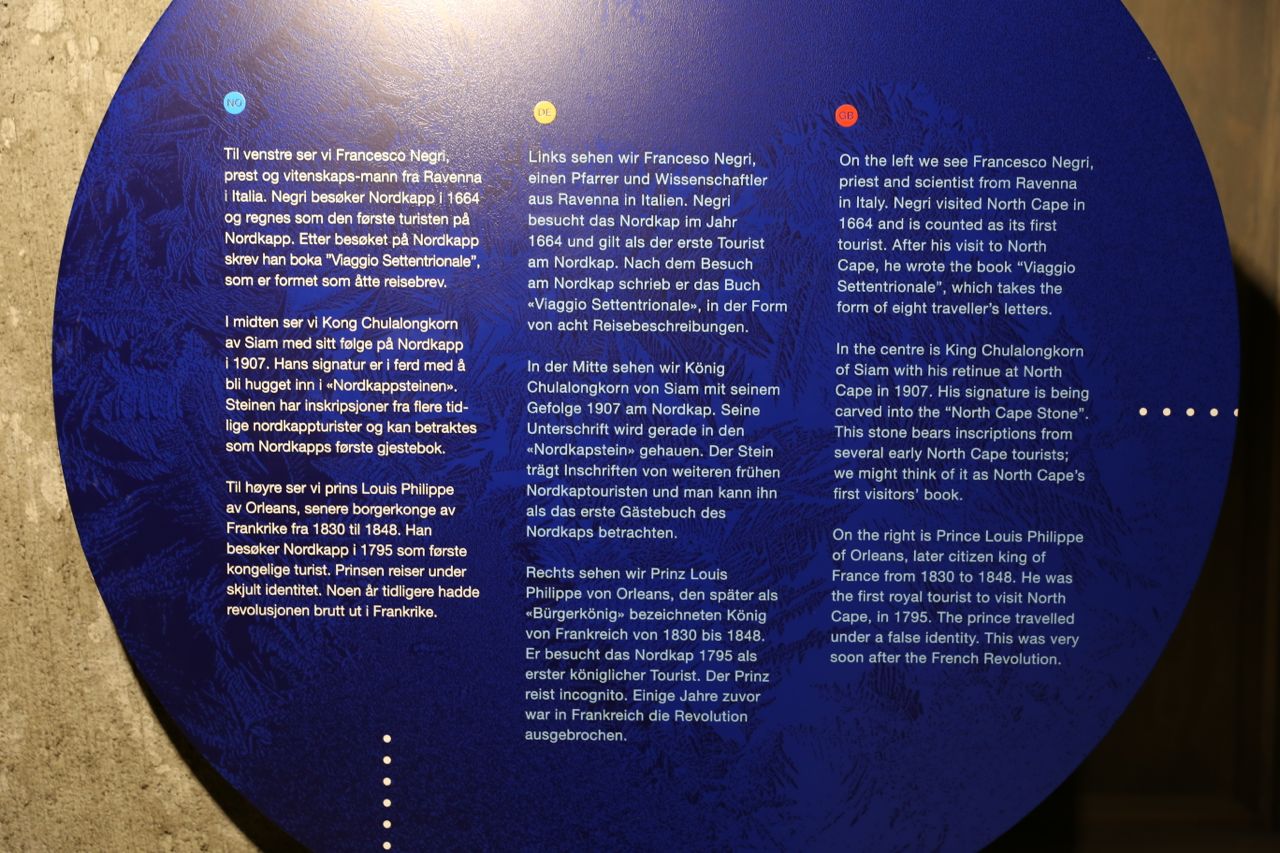 NO
Til venstre ser vi Francesco Negri,
prest og vitenskaps-mann fra Ravenna
i Italia. Negri besøker Nordkapp i 1664
og regnes som den første turisten på
Nordkapp. Etter besøket på Nordkapp
skrev han boka ”Viaggio Settentrionale”,
som er formet som åtte reisebrev.
I midten ser vi Kong Chulalongkorn
av Siam med sitt følge på Nordkapp
i 1907. Hans signatur er i ferd med å
bli hugget inn i «Nordkappsteinen».
Steinen har inskripsjoner fra flere tid-
lige nordkappturister og kan betraktes
som Nordkapps første gjestebok.
Til høyre ser vi prins Louis Philippe
av Orleans, senere borgerkonge av
Frankrike fra 1830 til 1848. Han
besøker Nordkapp i 1795 som første
kongelige turist. Prinsen reiser under
skjult identitet. Noen år tidligere hadde
revolusjonen brutt ut i Frankrike.
DE
Links sehen wir Franceso Negri,
einen Pfarrer und Wissenschaftler
aus Ravenna in Italien. Negri
besucht das Nordkap im Jahr
1664 und gilt als der erste Tourist
am Nordkap. Nach dem Besuch
am Nordkap schrieb er das Buch
«Viaggio Settentrionale», in der Form
von acht Reisebeschreibungen.
In der Mitte sehen wir König
Chulalongkorn von Siam mit seinem
Gefolge 1907 am Nordkap. Seine
Unterschrift wird gerade in den
«Nordkapstein» gehauen. Der Stein
trägt Inschriften von weiteren frühen
Nordkaptouristen und man kann ihn
als das erste Gästebuch des
Nordkaps betrachten.
Rechts sehen wir Prinz Louis
Philippe von Orleans, den später als
«Bürgerkönig» bezeichneten König
von Frankreich von 1830 bis 1848.
Er besucht das Nordkap 1795 als
erster königlicher Tourist. Der Prinz
reist incognito. Einige Jahre zuvor
war in Frankreich die Revolution
ausgebrochen.
GB
On the left we see Francesco Negri,
priest and scientist from Ravenna
in Italy. Negri visited North Cape in
1664 and is counted as its first
tourist. After his visit to North
Cape, he wrote the book “Viaggio
Settentrionale”, which takes the
form of eight traveller’s letters.
In the centre is King Chulalongkorn
of Siam with his retinue at North
Cape in 1907. His signature is being
carved into the “North Cape Stone”.
This stone bears inscriptions from
several early North Cape tourists;
we might think of it as North Cape’s
first visitors’ book.
On the right is Prince Louis Philippe
of Orleans, later citizen king of
France from 1830 to 1848. He was
the first royal tourist to visit North
Cape, in 1795. The prince travelled
under a false identity. This was very
soon after the French Revolution.